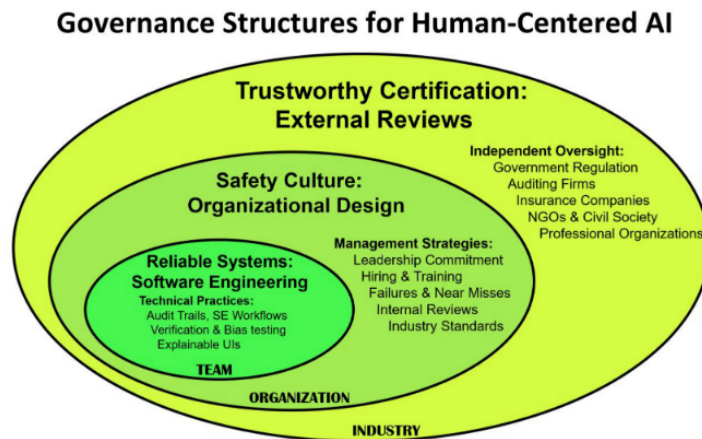 Governance Structures for Human-Centered AI
Trustworthy Certification:
External Reviews
Independent Oversight:
Government Regulation
Auditing Firms
Insurance Companies
NGOs & Civil Society
Professional Organizations
Safety Culture:
Organizational Design
Management Strategies:
Leadership Commitment
Hiring & Training
Failures & Near Misses
Internal Reviews
Industry Standards
Reliable Systems:
Software Engineering
Technical Practices:
Audit Trails, SE Workflows
Verification & Bias testing
Explainable UIs
TEAM
ORGANIZATION
INDUSTRY